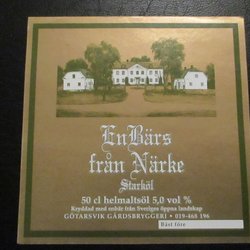 EnBärs
från Närke
Starköl
50 cl helmaltsöl 5,0 vol %
Kryddad med enbär från Sveriges öppna landskap
GÖTARSVIK GÅRDSBRYGGERI • 019-468 196
Bäst före